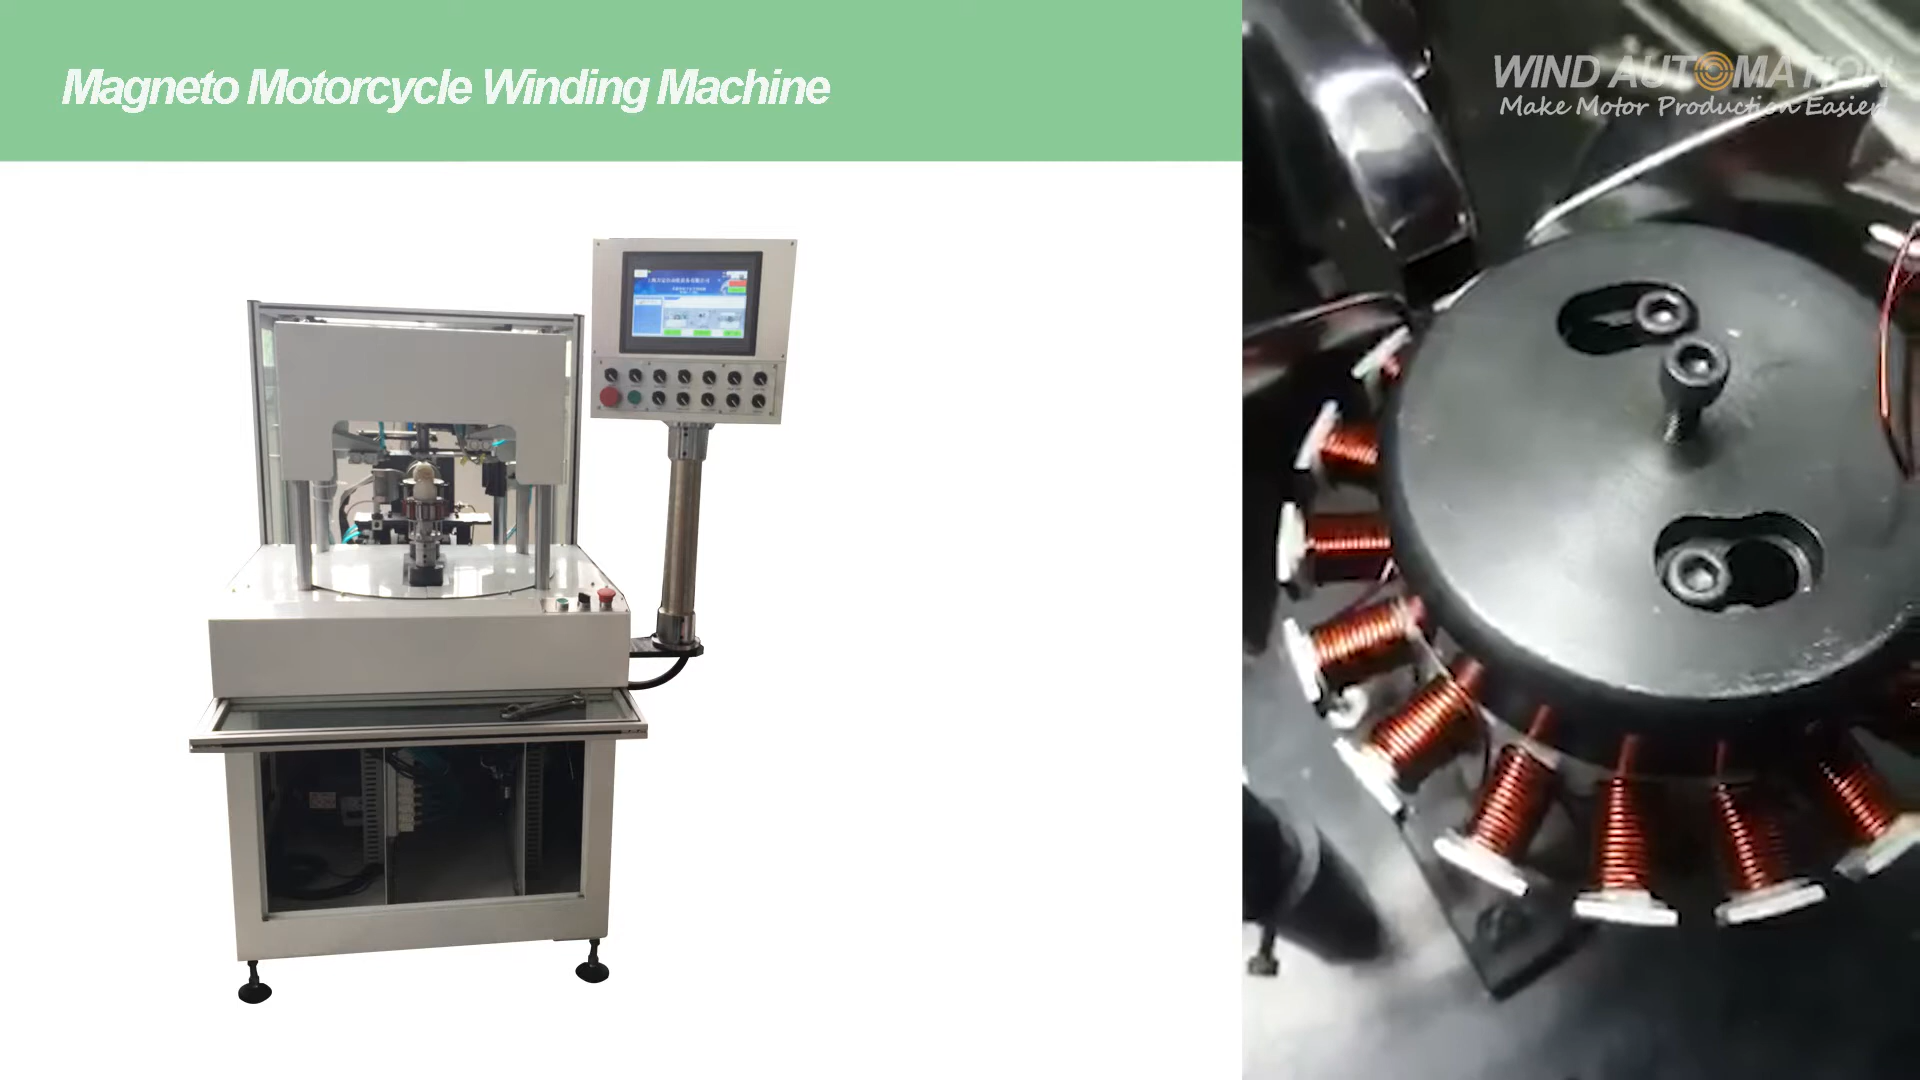 Magneto Motorcycle Winding Machine
WIND AUTOMATION
Make Motor Production Easier!